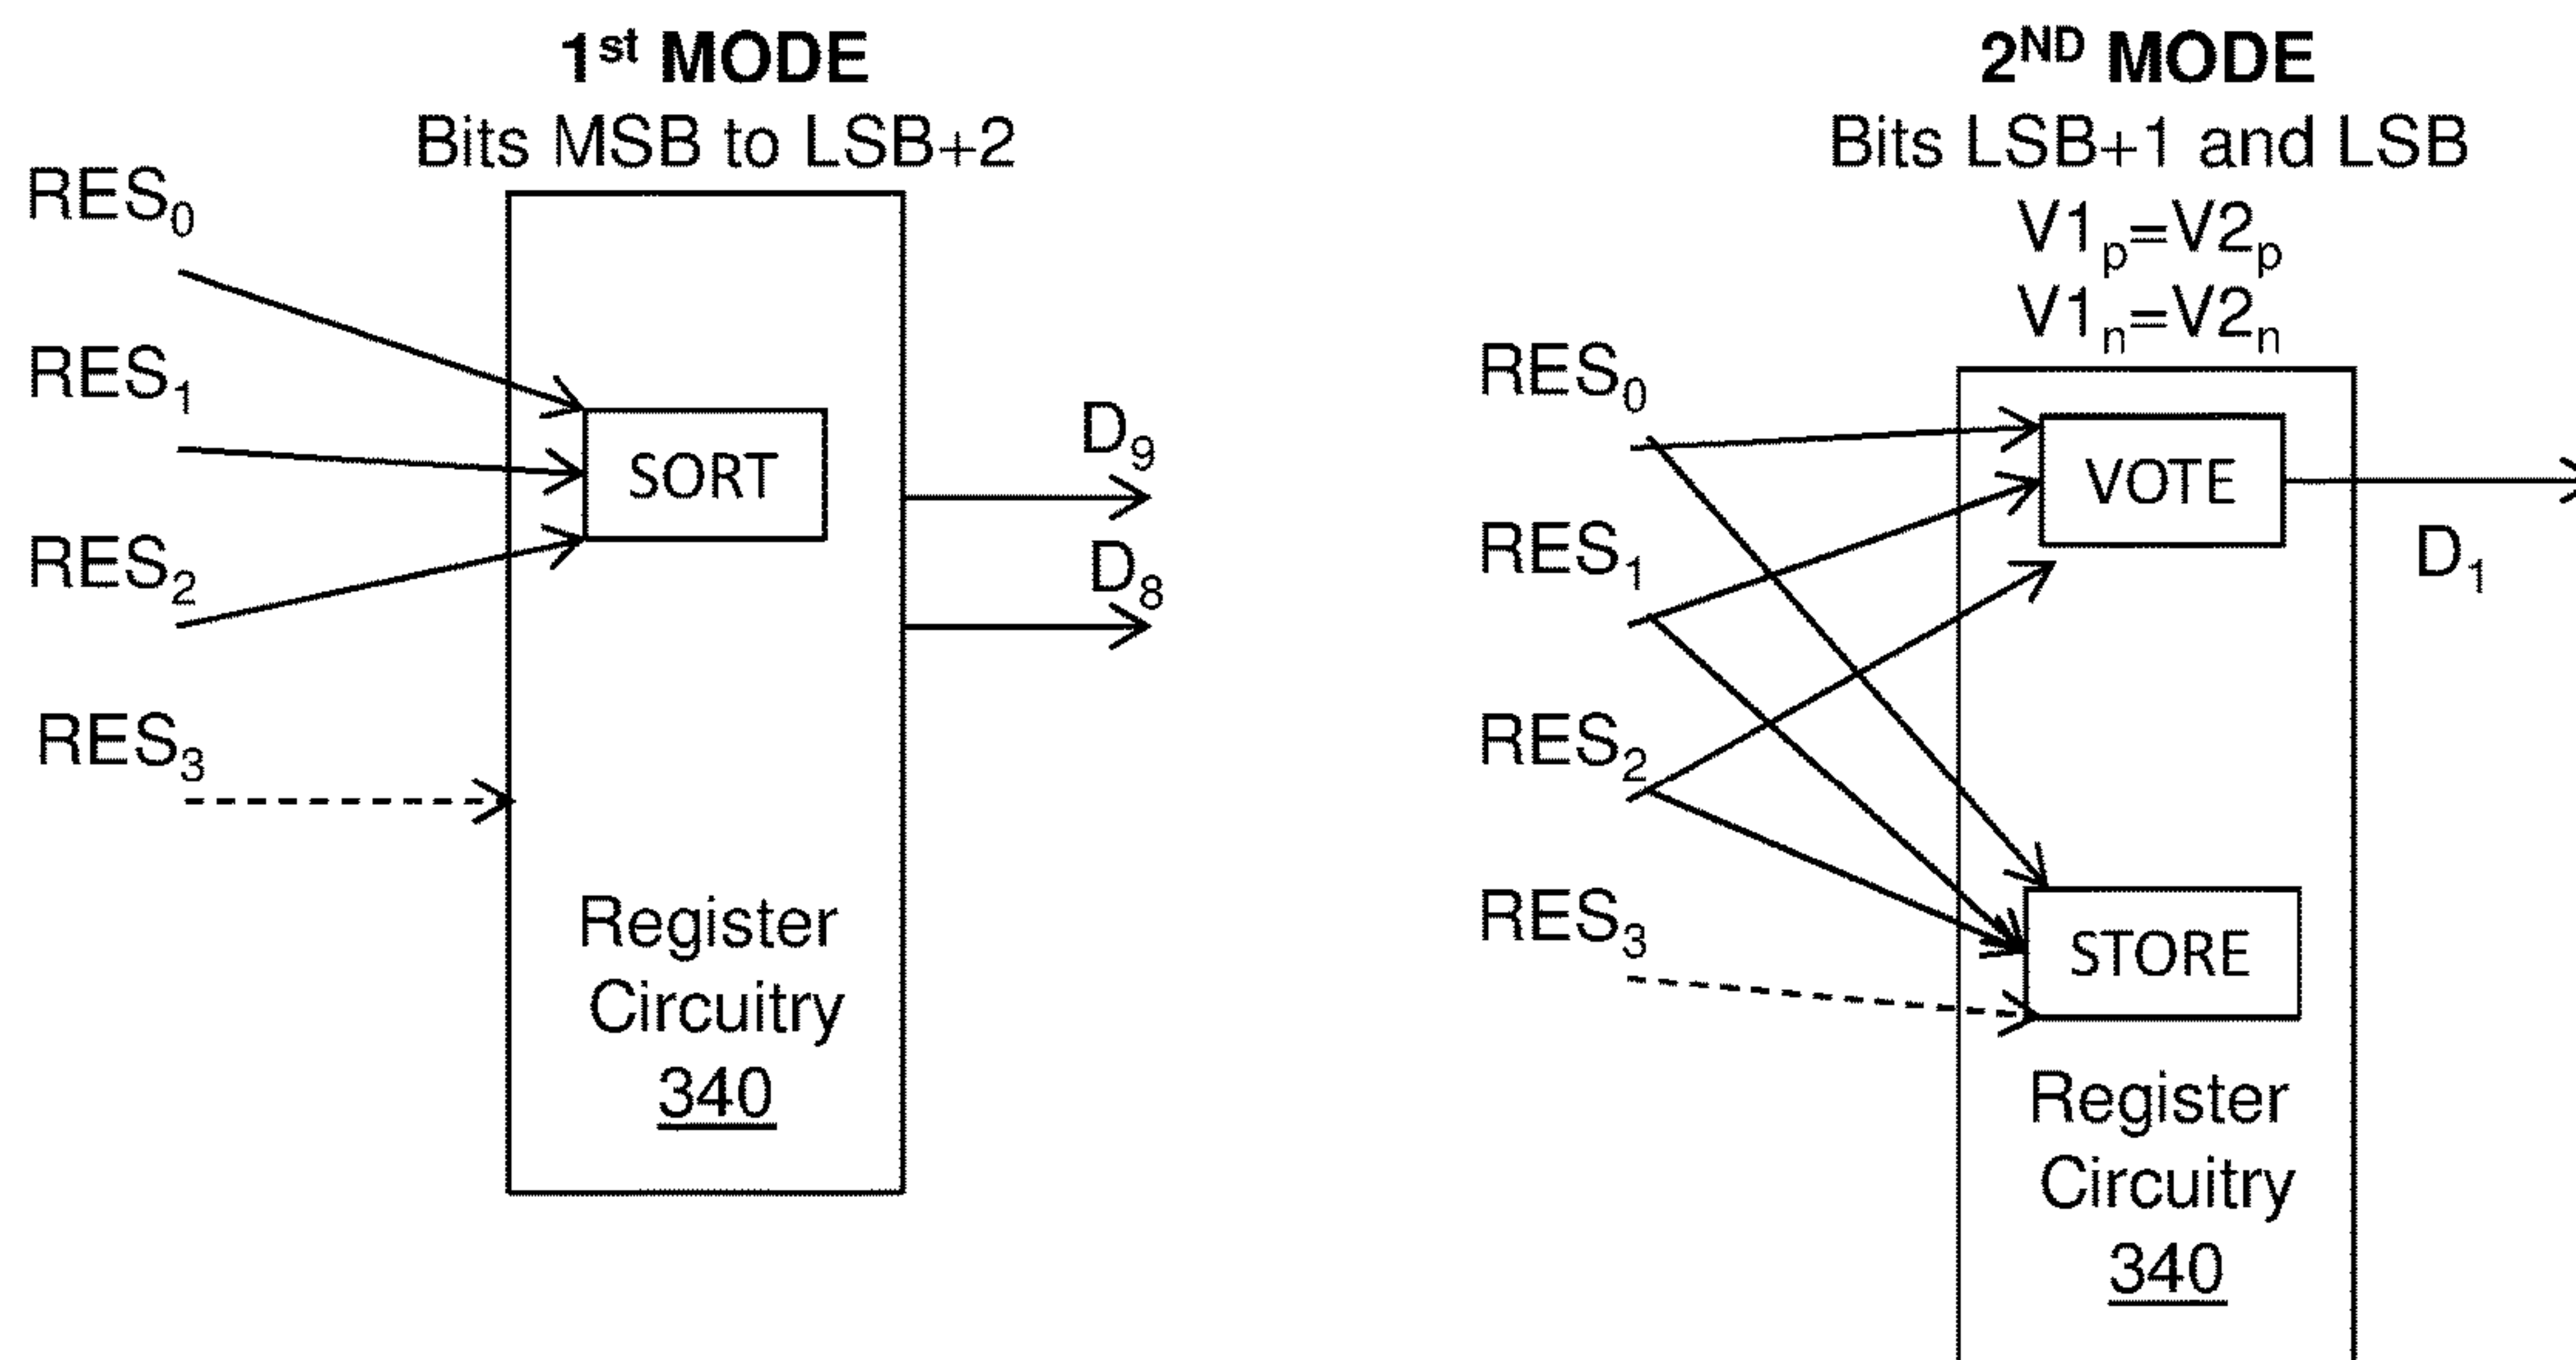 1st MODE
Bits MSB to LSB+2
RES0
RES1
RES2
RES3
SORT
D9
D8
Register
Circuitry
340
2ND MODE
Bits LSB+1 and LSB
V1p=V2p
V1n=V2n
RES0
RES1
RES2
RES3
VOTE
D1
STORE
Register
Circuitry
340